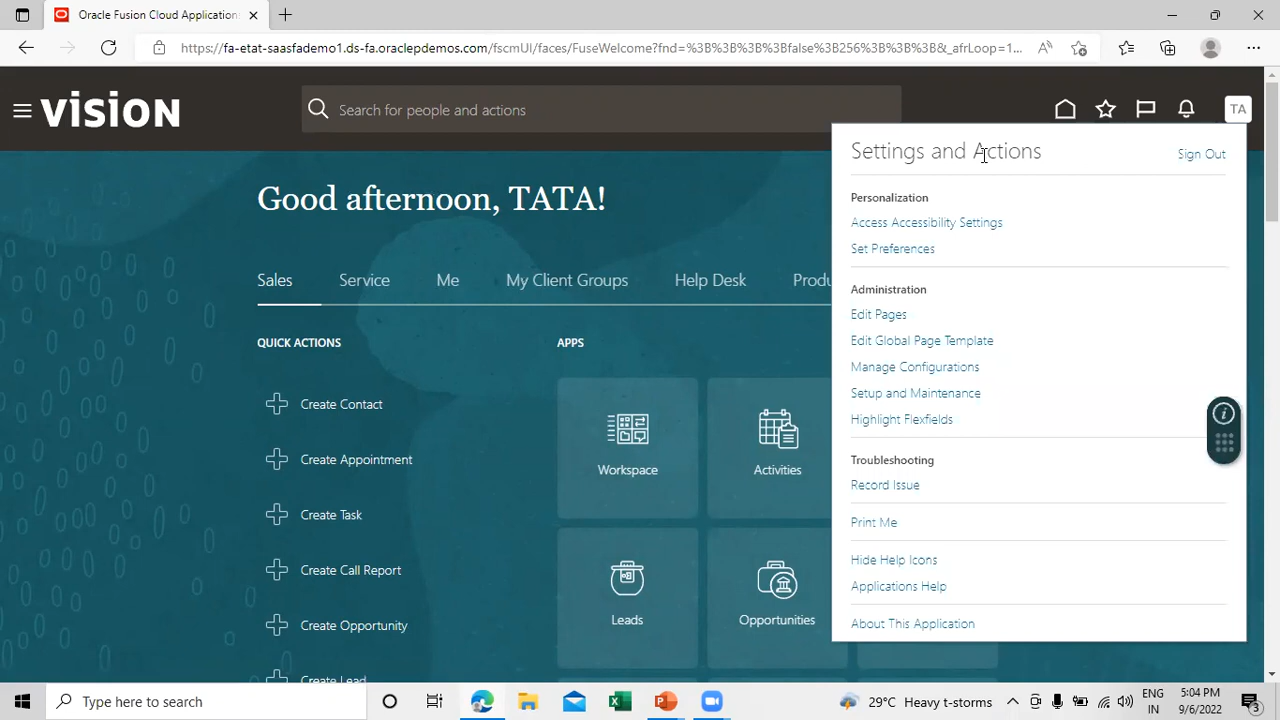 Oracle Fusion Cloud Application
https://fa-etat-saasfademo1.ds-fa.oraclepdemos.com/fscmUI/faces/FuseWelcome?fnd=%3B%3B%3B%3Bfalse%3B256%3B%3B%3B&_afrLoop=1...
VISION
Search for people and actions
TA
Settings and Actions
Sign Out
Good afternoon, TATA!
Personalization
Access Accessibility Settings
Set Preferences
Sales
Service
Me
My Client Groups
Help Desk
Produ
Administration
Edit Pages
Edit Global Page Template
Manage Configurations
Setup and Maintenance
Highlight Flexfields
Troubleshooting
Record Issue
Print Me
Hide Help Icons
Applications Help
About This Application
QUICK ACTIONS
Create Contact
Create Appointment
Create Task
Create Call Report
Create Opportunity
Create Lead
APPS
Workspace
Activities
Leads
Opportunities
Type here to search
29°C Heavy t-storms
ENG
IN
5:04 PM
9/6/2022
3